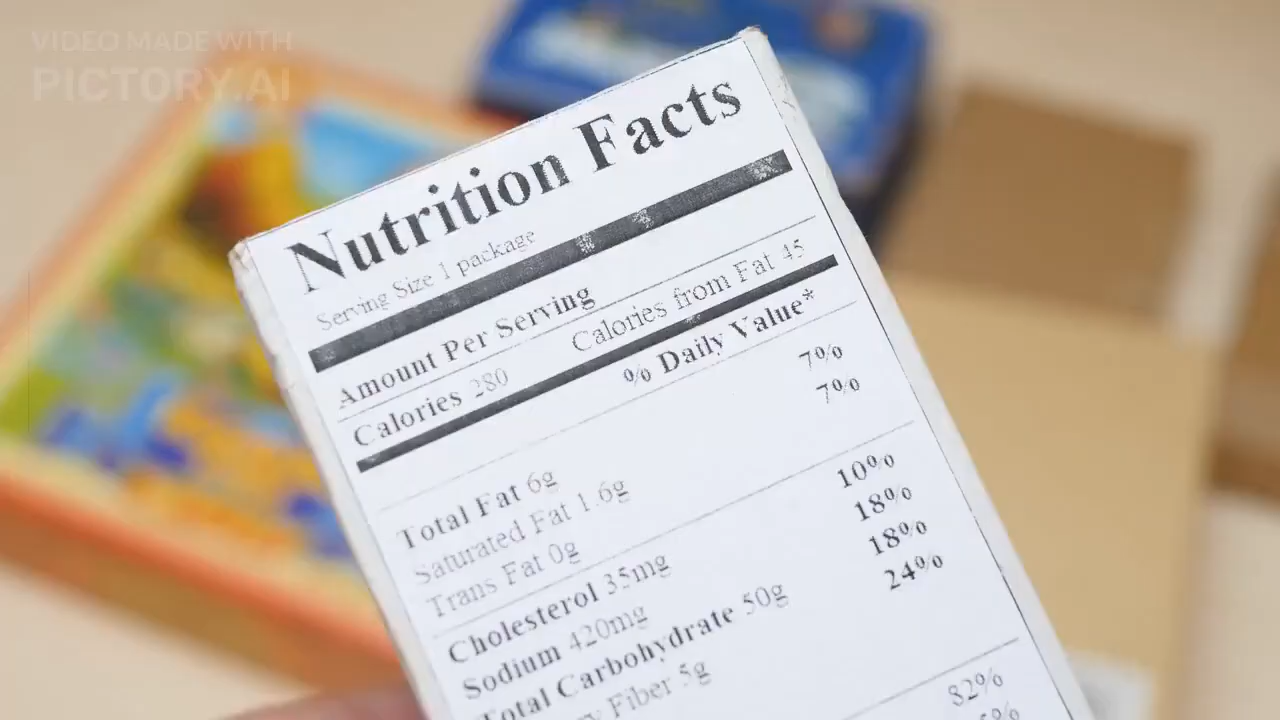 VIDEO MADE WITH
PICTORY.AI
Nutrition Facts
Serving Size 1 package
Amount Per Serving
Calories 280 Calories from Fat 45
% Daily Value*
Total Fat 6g 7%
Saturated Fat 1.6g 7%
Trans Fat 0g
Cholesterol 35mg 10%
Sodium 420mg 18%
Total Carbohydrate 50g 18%
Fiber 5g 24%
82%